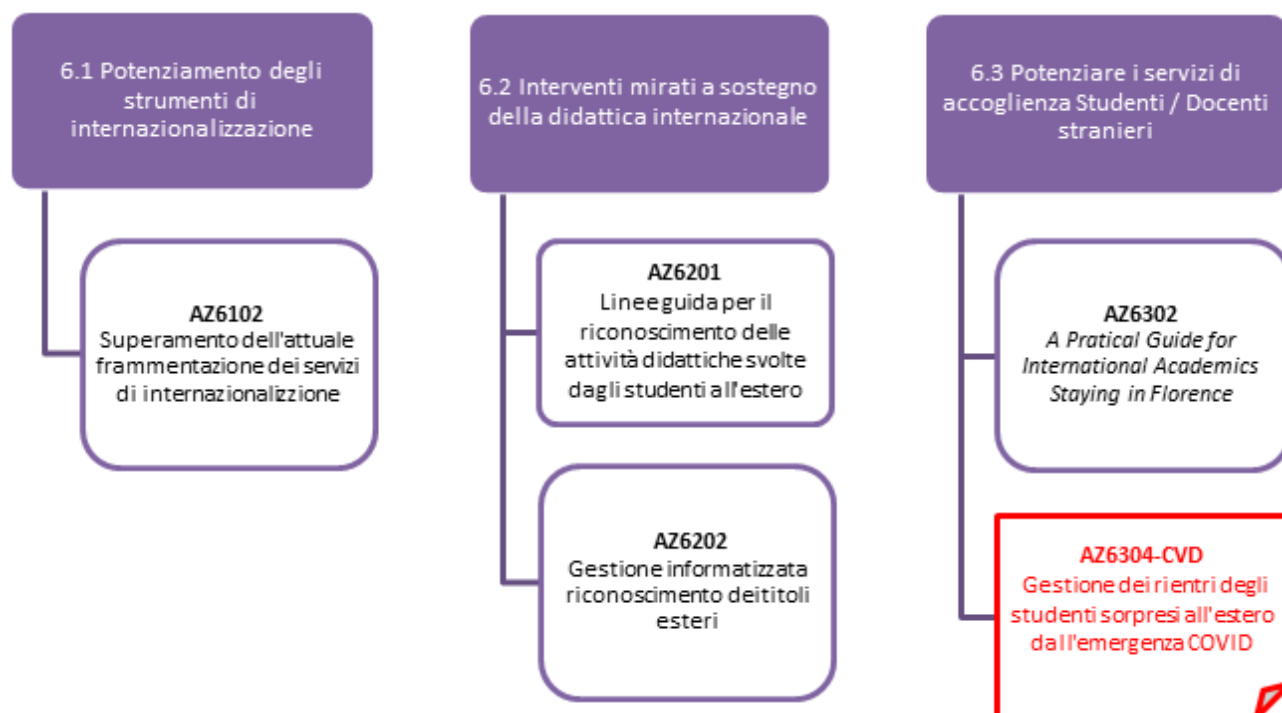 6.1 Potenziamento degli
strumenti di
internazionalizzazione
AZ6102
Superamento dell'attuale
frammentazione dei servizi
di internazionalizzione
6.2 Interventi mirati a sostegno
della didattica internazionale
AZ6201
Linee guida per il
riconoscimento delle
attività didattiche svolte
dagli studenti all'estero
AZ6202
Gestione informatizzata
riconoscimento dei titoli
esteri
6.3 Potenziare i servizi di
accoglienza Studenti / Docenti
stranieri
AZ6302
A Pratical Guide for
International Academics
Staying in Florence
AZ6304-CVD
Gestione dei rientri degli
studenti sorpresi all'estero
dall'emergenza COVID